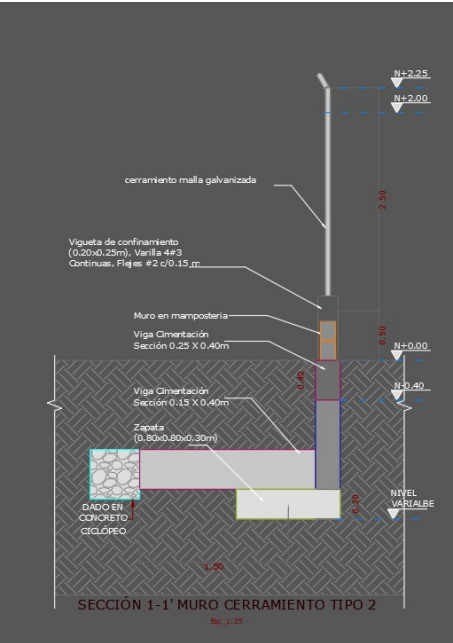 N+2.25
N+2.00
cerramiento malla galvanizada
2.50
Vigueta de confinamiento
(0.20x0.25m), Varilla 4#3
Continuas, Flejes #2 c/0.15 m
Muro en mamposteria
Viga Cimentación
Sección 0.25 X 0.40m
0.50
N+0.00
0.40
N-0.40
Viga Cimentación
Sección 0.15 X 0.40m
Zapata
(0.80x0.80x0.30m)
DADO EN
CONCRETO
CICLÓPEO
0.30
NIVEL
VARIALBE
1.50
SECCIÓN 1-1' MURO CERRAMIENTO TIPO 2
Esc_1:25